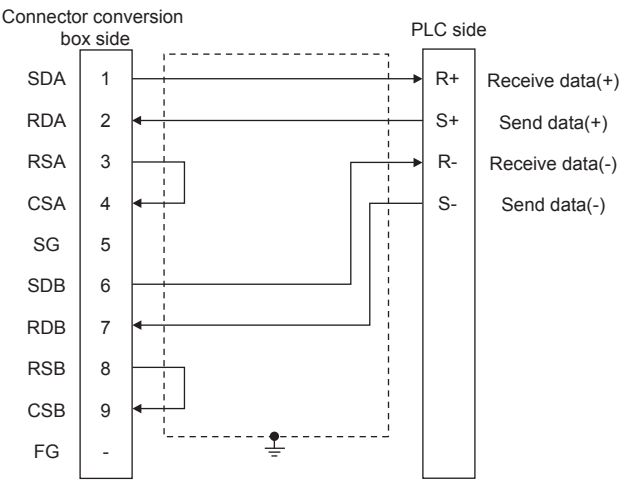 Connector conversion
box side
PLC side
SDA 1 R+ Receive data(+)
RDA 2 S+ Send data(+)
RSA 3 R- Receive data(-)
CSA 4 S- Send data(-)
SG 5
SDB 6
RDB 7
RSB 8
CSB 9
FG -